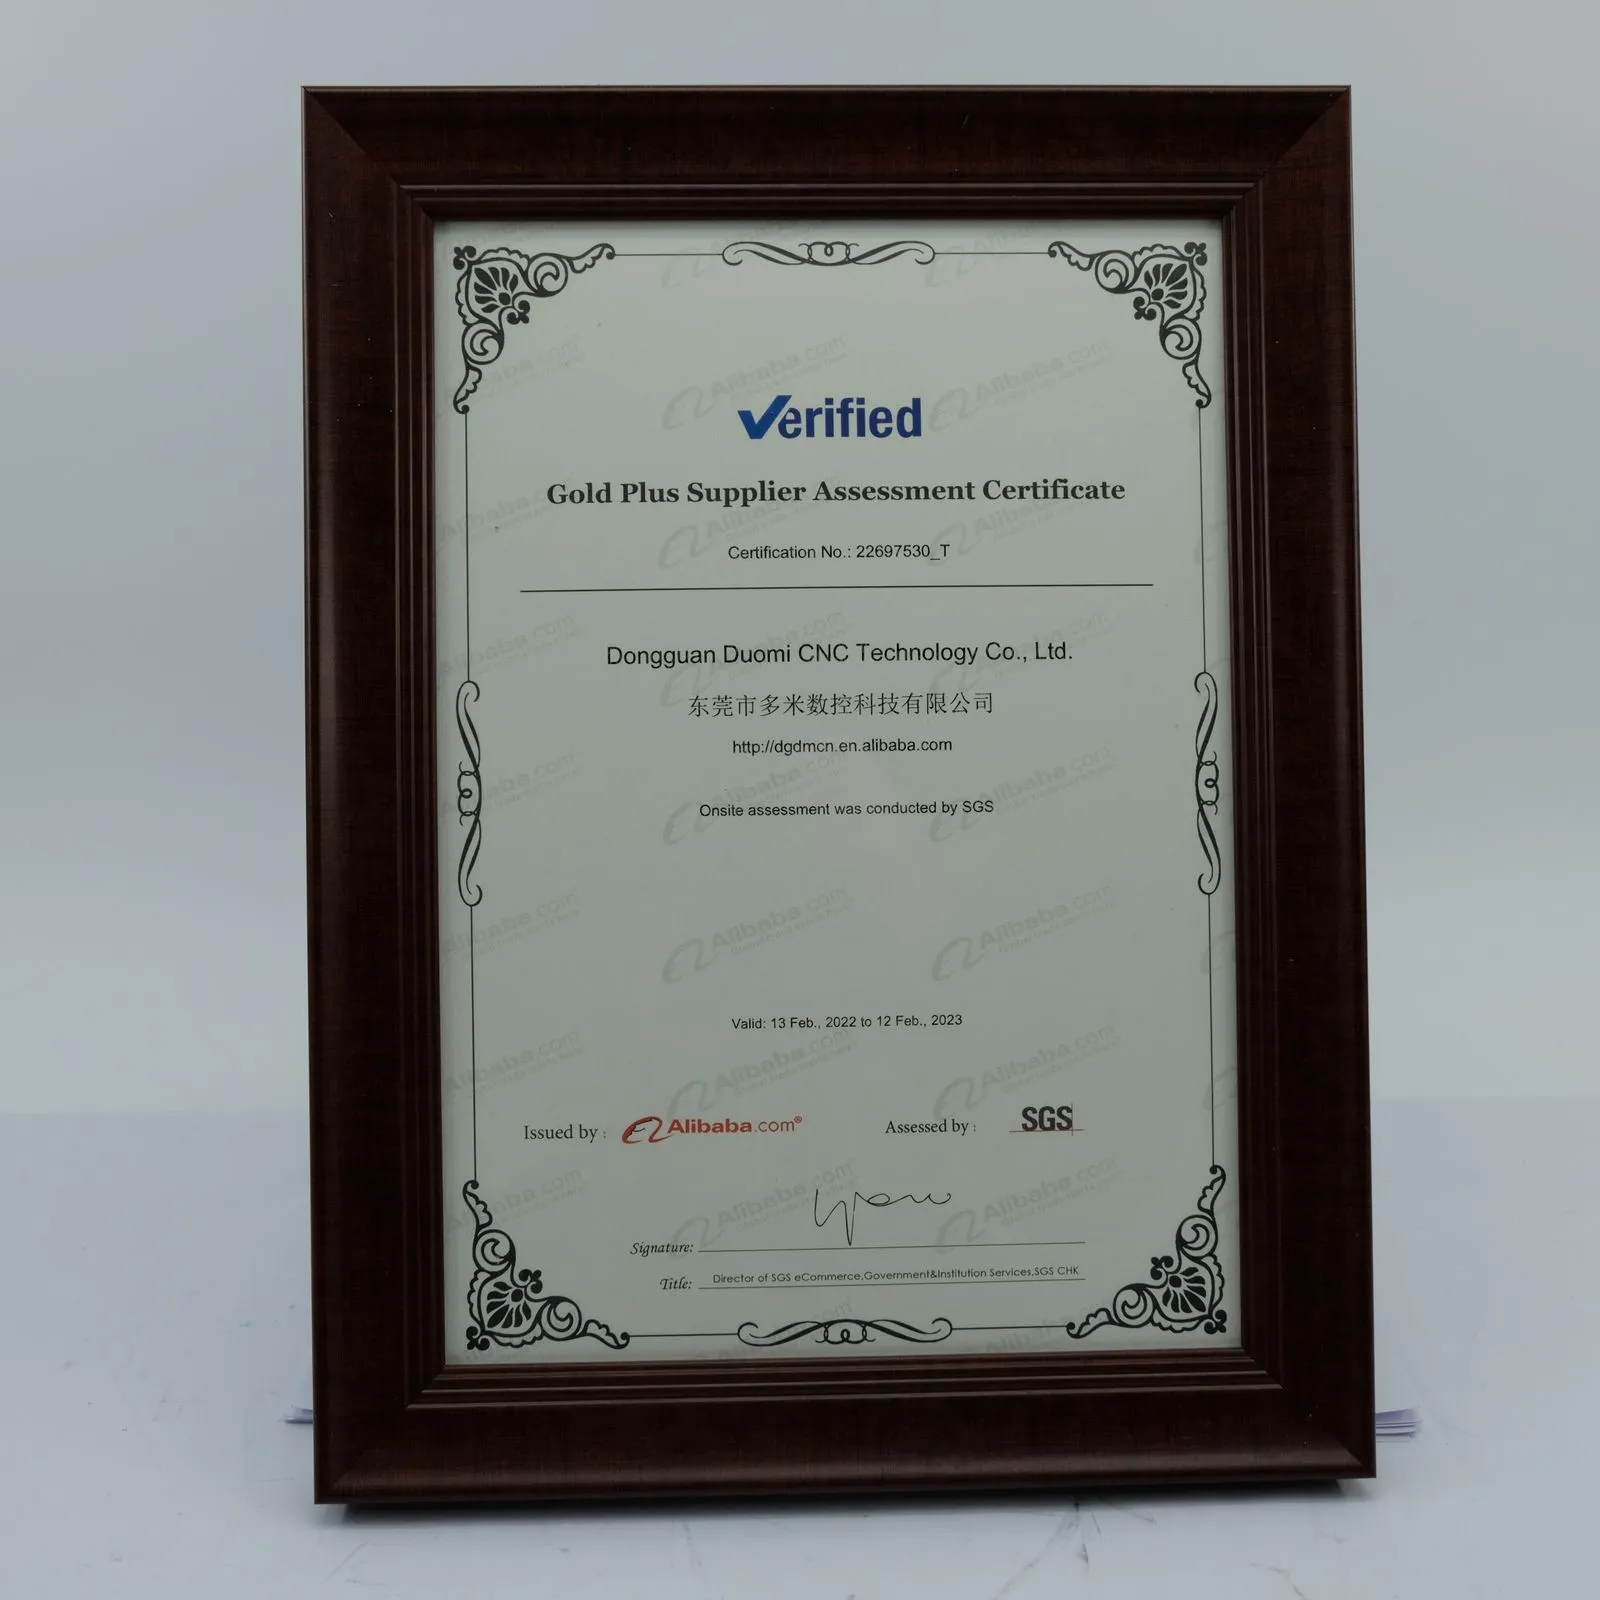 Verified
Gold Plus Supplier Assessment Certificate
Certification No.: 22697530_T
Dongguan Duomi CNC Technology Co., Ltd.
东莞市多米数控科技有限公司
http://dgdmcn.en.alibaba.com
Onsite assessment was conducted by SGS
Valid: 13 Feb., 2022 to 12 Feb., 2023
Issued by : Alibaba.com® Assessed by : SGS
Signature:
Title: Director of SGS eCommerce,Government&Institution Services,SGS CHK